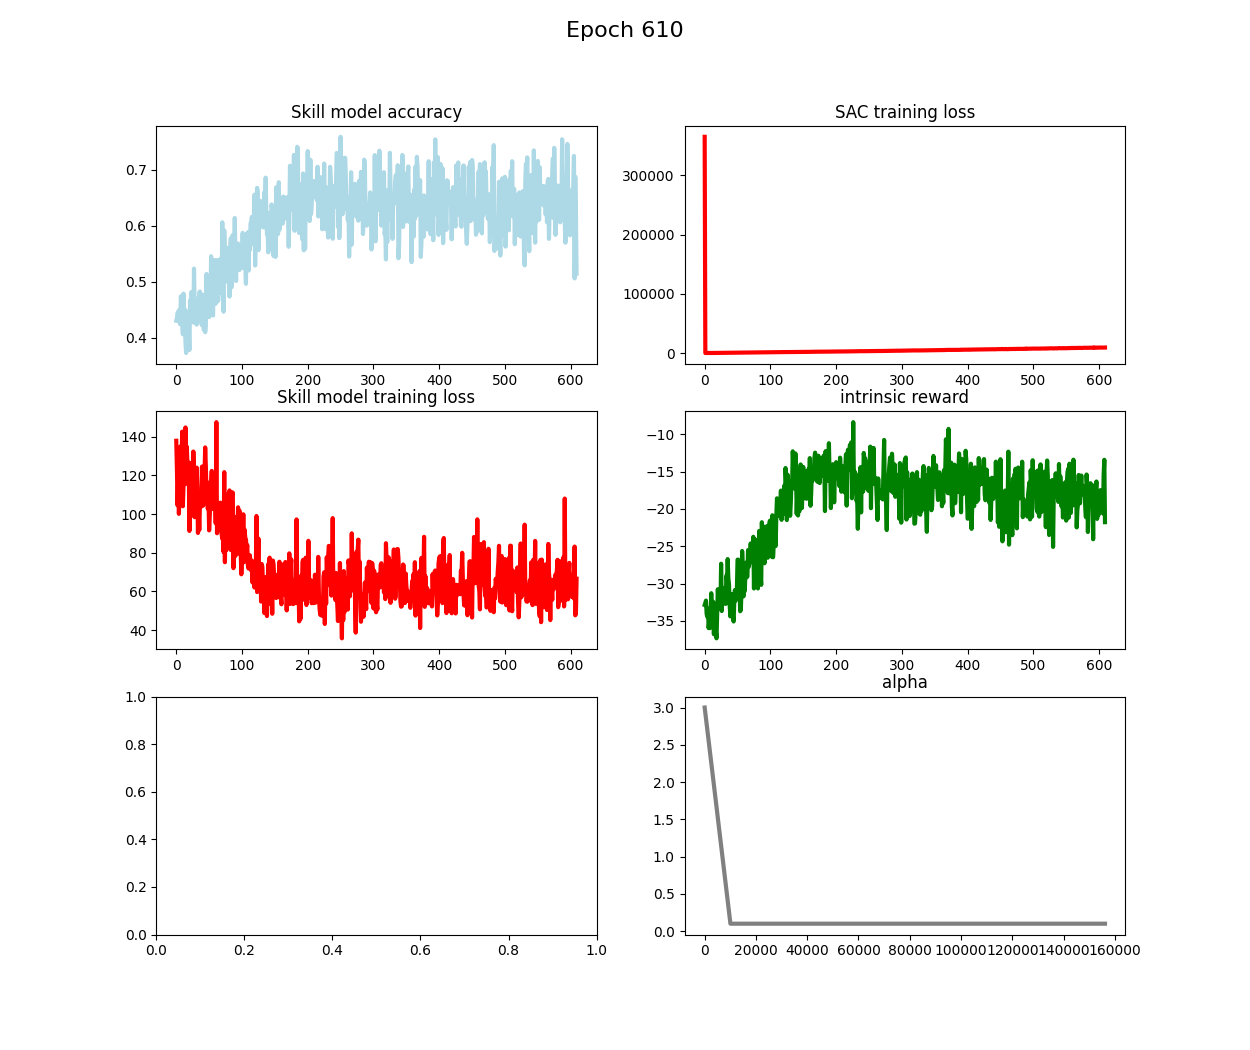 Epoch 610
Skill model accuracy
0.7
0.6
0.5
0.4
0 100 200 300 400 500 600
SAC training loss
300000
200000
100000
0
0 100 200 300 400 500 600
Skill model training loss
140
120
100
80
60
40
0 100 200 300 400 500 600
intrinsic reward
−10
−15
−20
−25
−30
−35
0 100 200 300 400 500 600
1.0
0.8
0.6
0.4
0.2
0.0
0.0 0.2 0.4 0.6 0.8 1.0
alpha
3.0
2.5
2.0
1.5
1.0
0.5
0.0
0 20000 40000 60000 80000 100000 120000 140000 160000